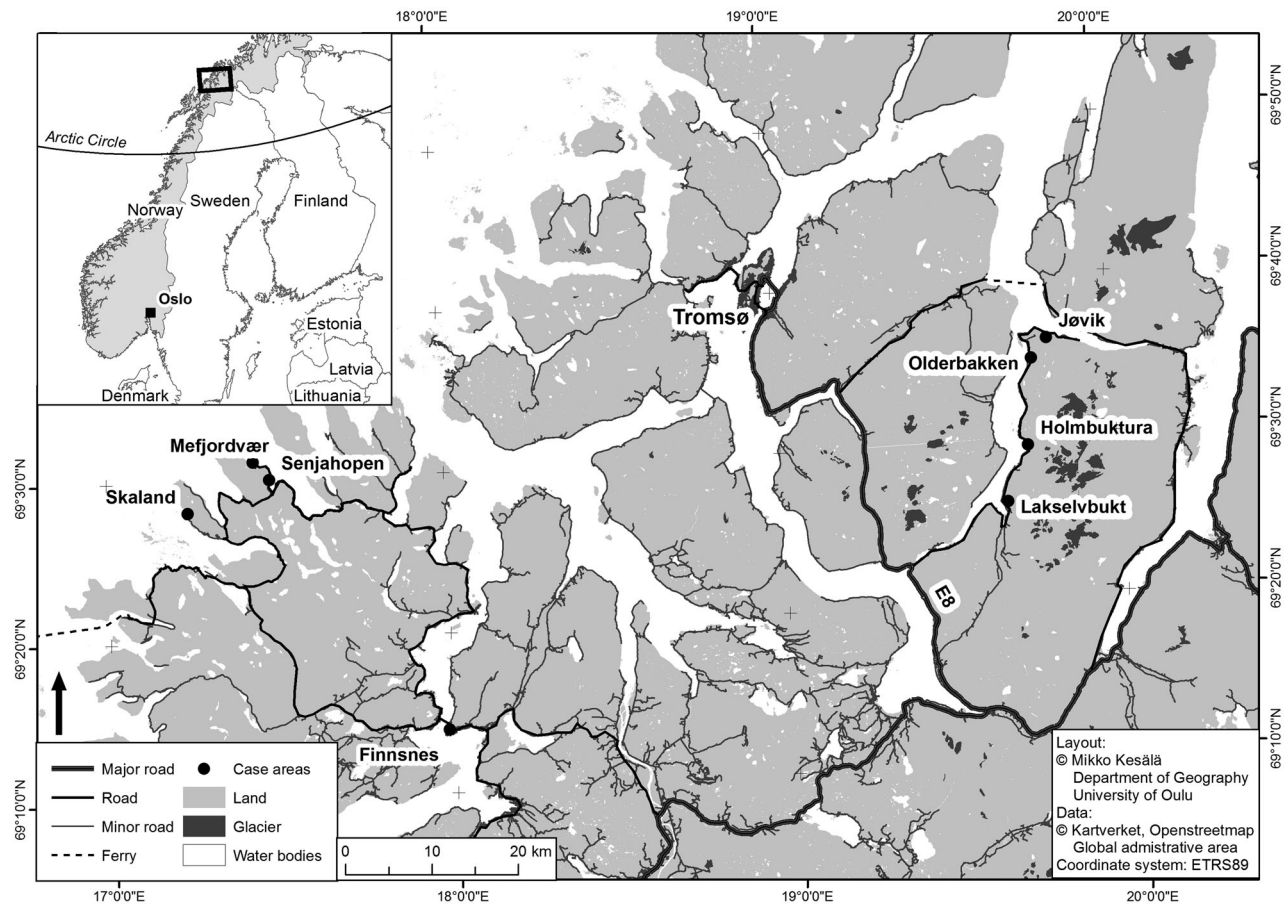 18°0'0"E
19°0'0"E
20°0'0"E
Arctic Circle
Norway
Sweden
Finland
Oslo
Estonia
Latvia
Denmark
Lithuania
69°50'0"N
69°40'0"N
Tromsø
Jøvik
Olderbakken
69°30'0"N
Holmbuktura
Mefjordvær
Senjahopen
69°30'0"N
Skaland
Lakselvbukt
69°20'0"N
E8
69°20'0"N
69°10'0"N
Finnsnes
Major road
Case areas
Road
Land
Minor road
Glacier
Ferry
Water bodies
69°10'0"N
0 10 20 km
Layout:
© Mikko Kesälä
Department of Geography
University of Oulu
Data:
© Kartverket, Openstreetmap
Global admistrative area
Coordinate system: ETRS89
17°0'0"E
18°0'0"E
19°0'0"E
20°0'0"E